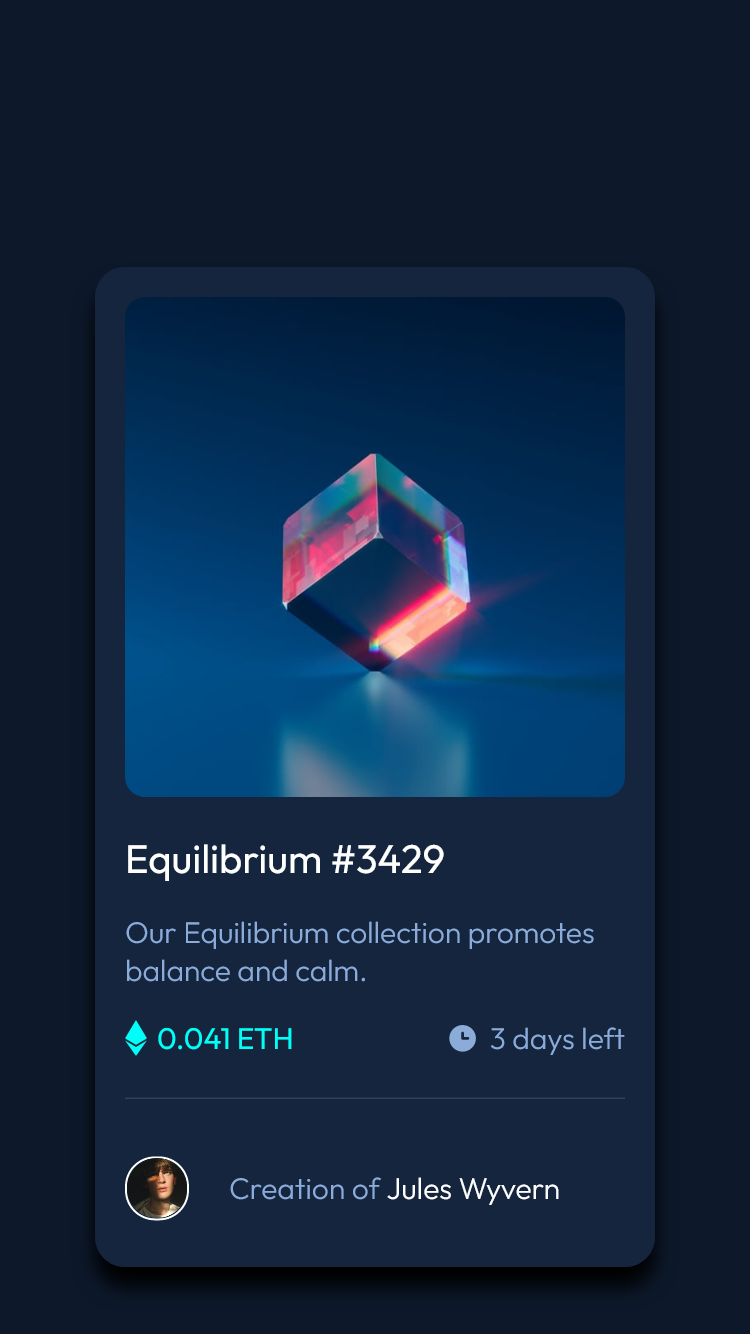 Equilibrium #3429
Our Equilibrium collection promotes
balance and calm.
0.041 ETH
3 days left
Creation of Jules Wyvern